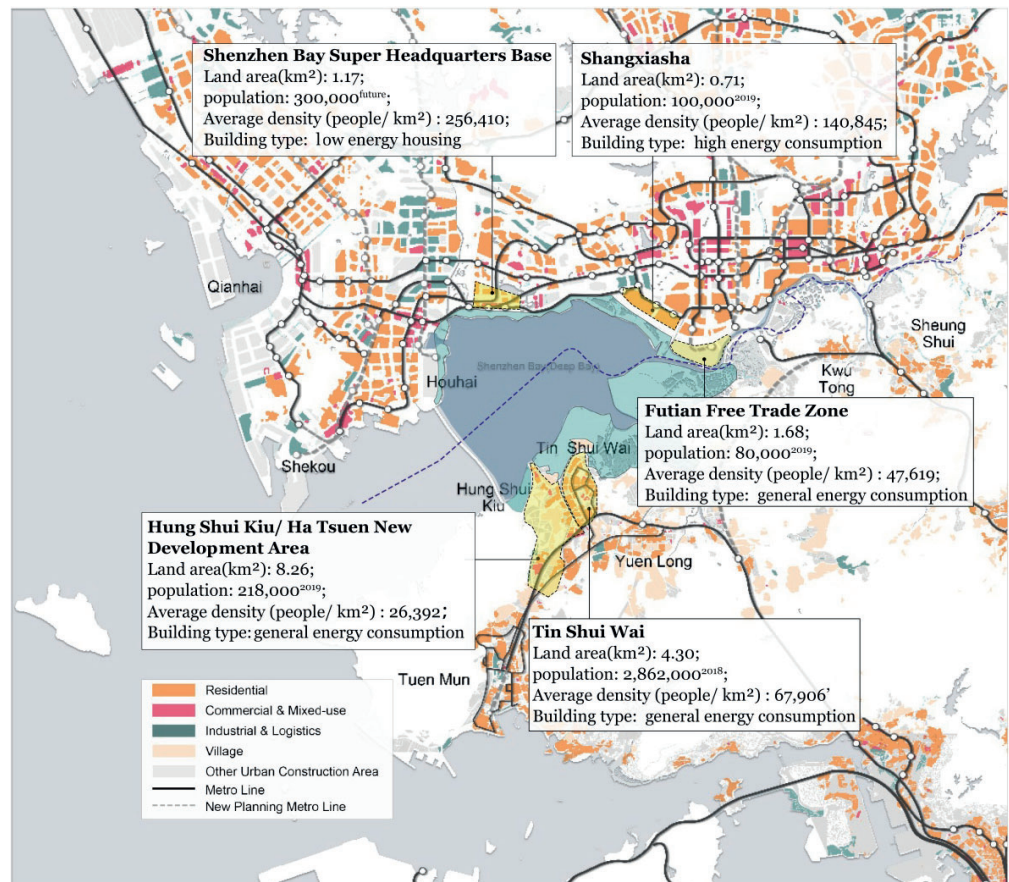 Shenzhen Bay Super Headquarters Base
Land area(km²): 1.17;
population: 300,000ᶠᵘᵗᵘʳᵉ;
Average density (people/ km²) : 256,410;
Building type: low energy housing
Shangxiasha
Land area(km²): 0.71;
population: 100,000²⁰¹⁹;
Average density (people/ km²) : 140,845;
Building type: high energy consumption
Qianhai
Sheung
Shui
Shenzhen Bay(Deap Bay)
Kwu
Tong
Houhai
Futian Free Trade Zone
Land area(km²): 1.68;
population: 80,000²⁰¹⁹;
Average density (people/ km²) : 47,619;
Building type: general energy consumption
Tin Shui Wai
Shekou
Hung Shui
Kiu
Hung Shui Kiu/ Ha Tsuen New
Development Area
Land area(km²): 8.26;
population: 218,000²⁰¹⁹;
Average density (people/ km²) : 26,392;
Building type: general energy consumption
Yuen Long
Tin Shui Wai
Land area(km²): 4.30;
population: 2,862,000²⁰¹⁸;
Average density (people/ km²) : 67,906'
Building type: general energy consumption
Tuen Mun
Residential
Commercial & Mixed-use
Industrial & Logistics
Village
Other Urban Construction Area
Metro Line
New Planning Metro Line